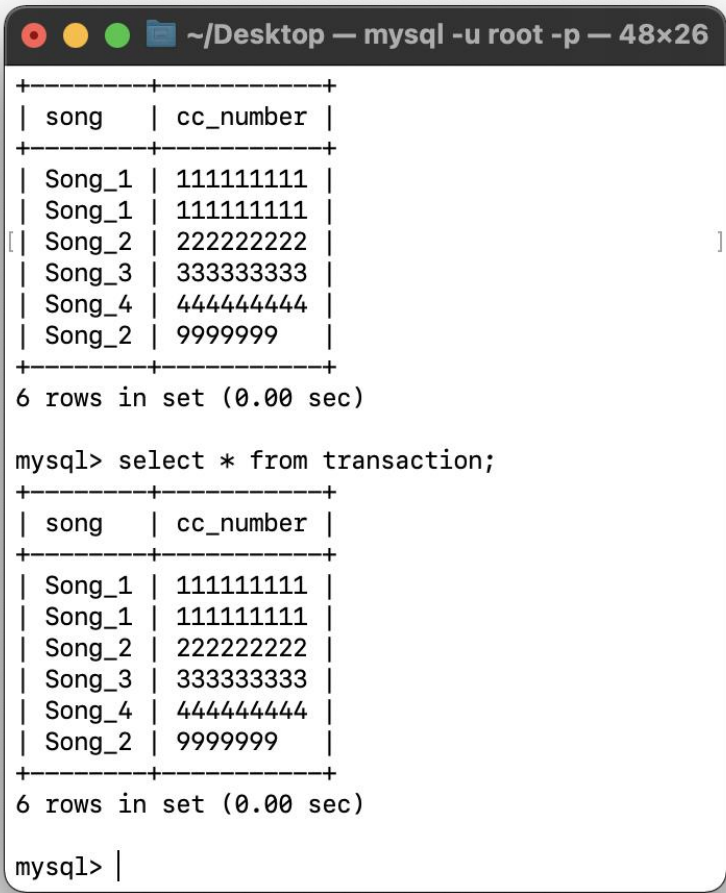 ~/Desktop — mysql -u root -p — 48×26
+--------+-----------+
| song   | cc_number |
+--------+-----------+
| Song_1 | 111111111 |
| Song_1 | 111111111 |
[| Song_2 | 222222222 | ]
| Song_3 | 333333333 |
| Song_4 | 444444444 |
| Song_2 | 9999999   |
+--------+-----------+
6 rows in set (0.00 sec)
mysql> select * from transaction;
+--------+-----------+
| song   | cc_number |
+--------+-----------+
| Song_1 | 111111111 |
| Song_1 | 111111111 |
| Song_2 | 222222222 |
| Song_3 | 333333333 |
| Song_4 | 444444444 |
| Song_2 | 9999999   |
+--------+-----------+
6 rows in set (0.00 sec)
mysql>